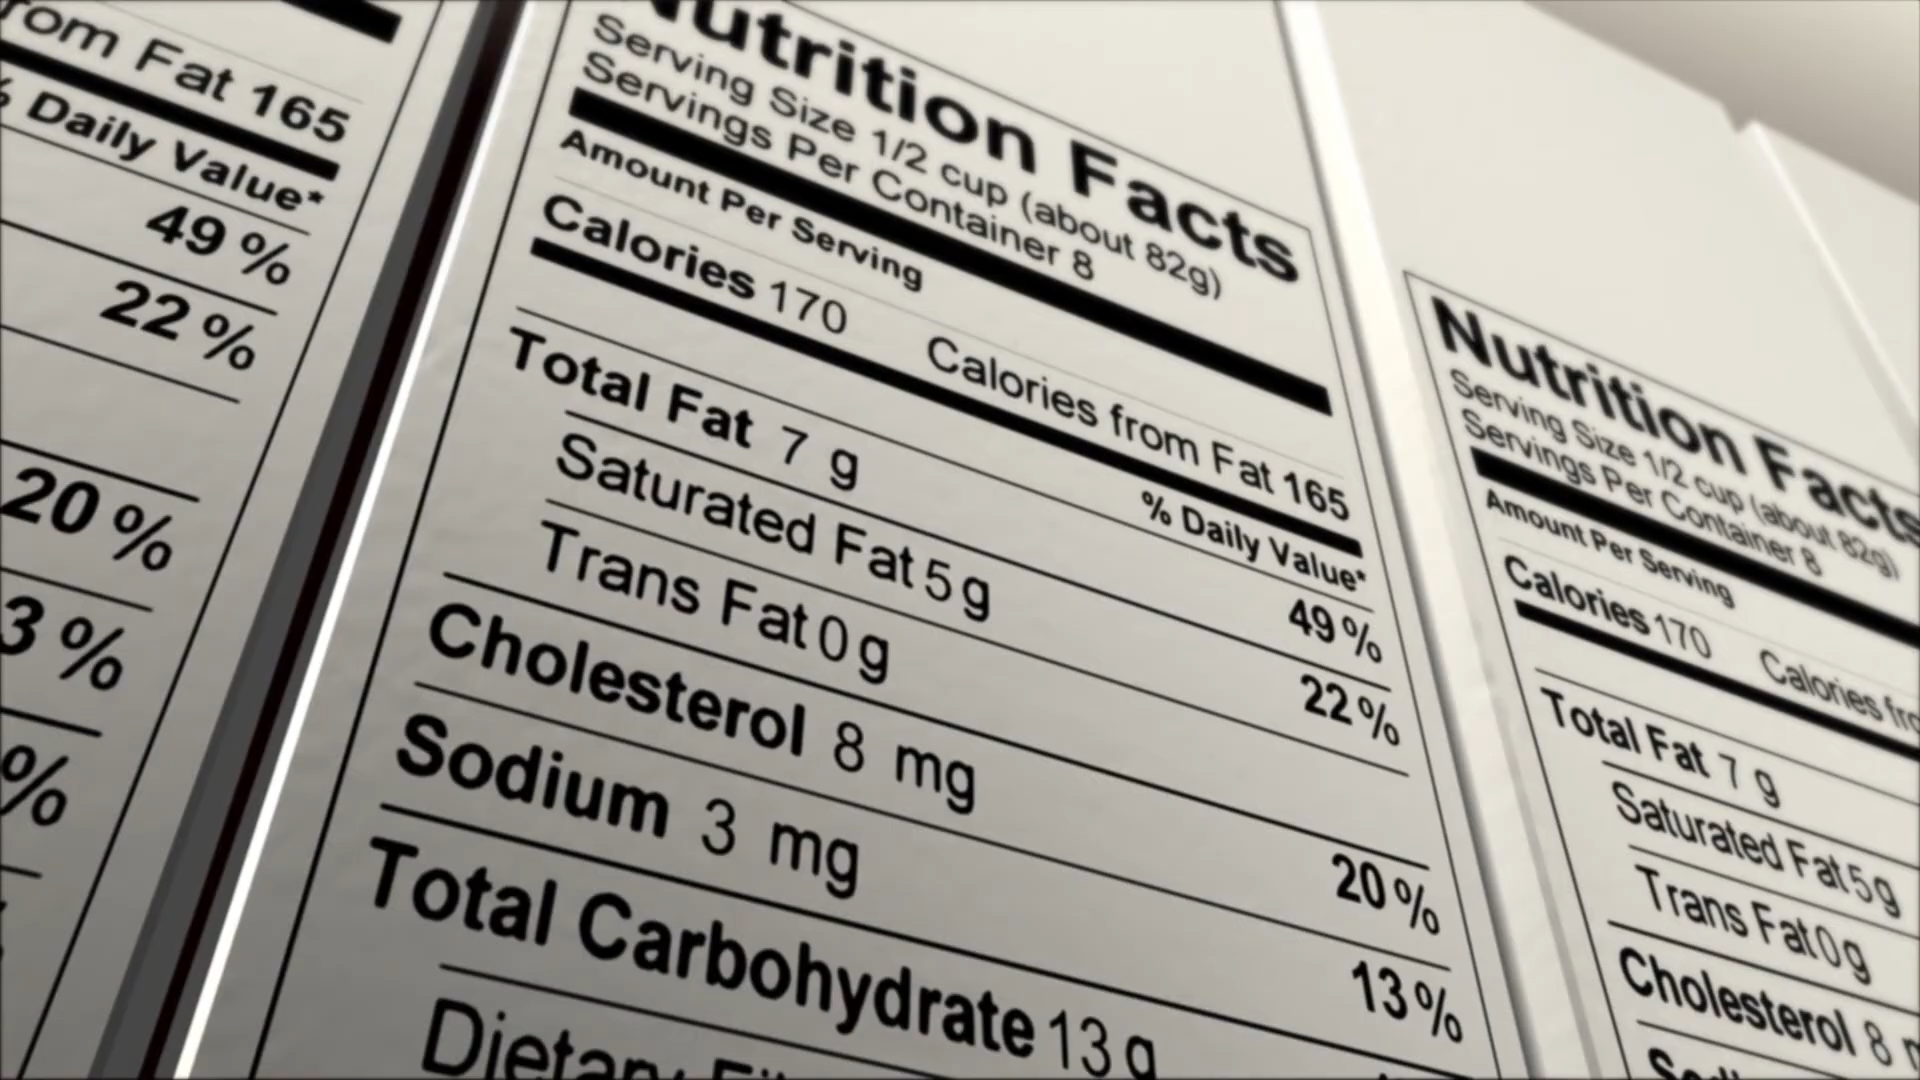 from Fat 165
% Daily Value*
49 %
22 %
20 %
3 %
%
Nutrition Facts
Serving Size 1/2 cup (about 82g)
Servings Per Container 8
Amount Per Serving
Calories 170 Calories from Fat 165
% Daily Value*
Total Fat 7 g 49 %
Saturated Fat 5 g 22 %
Trans Fat 0 g
Cholesterol 8 mg 20 %
Sodium 3 mg 13 %
Total Carbohydrate 13 g
Dietary
Nutrition Facts
Serving Size 1/2 cup (about 82g)
Servings Per Container 8
Amount Per Serving
Calories 170 Calories
Total Fat 7 g
Saturated Fat 5 g
Trans Fat 0 g
Cholesterol 8